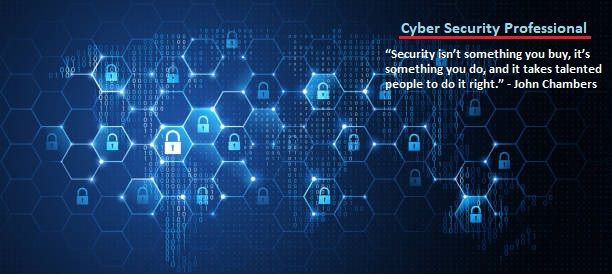 Cyber Security Professional
“Security isn’t something you buy, it’s
something you do, and it takes talented
people to do it right.” - John Chambers